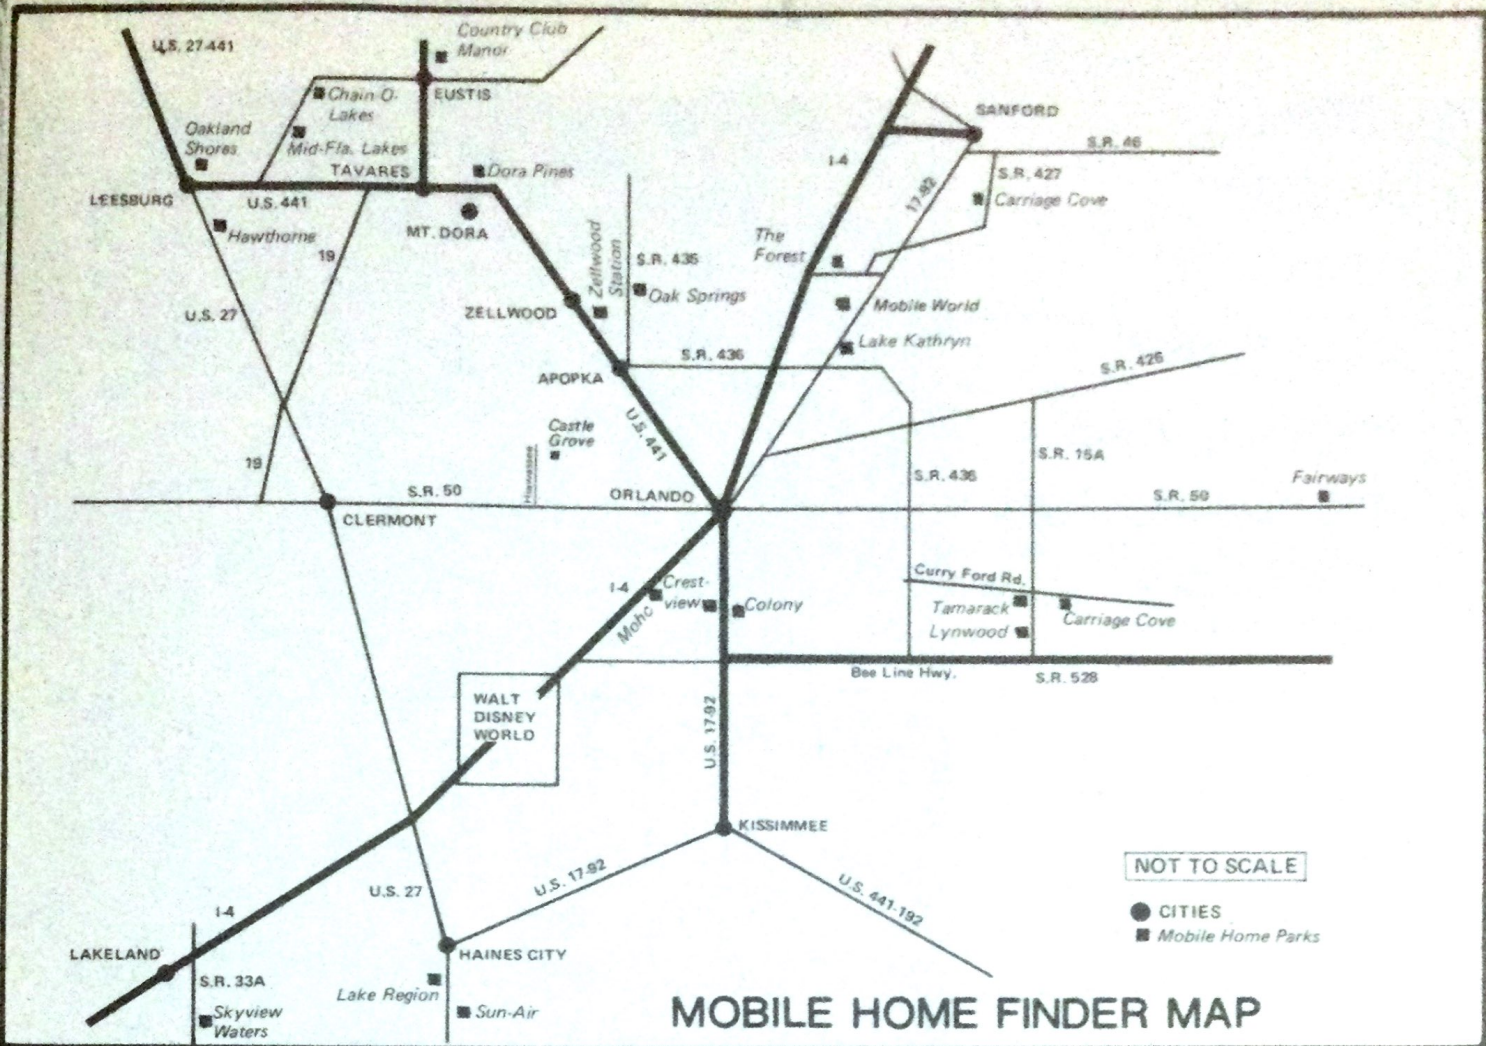 U.S. 27-441
Country Club
Manor
EUSTIS
Chain-O-
Lakes
Oakland
Shores
Mid-Fla. Lakes
TAVARES
Dora Pines
LEESBURG
U.S. 441
Hawthorne
MT. DORA
19
U.S. 27
ZELLWOOD
Zellwood
Station
S.R. 435
Oak Springs
SANFORD
S.R. 46
I-4
17-92
S.R. 427
Carriage Cove
The
Forest
Mobile World
Lake Kathryn
S.R. 436
S.R. 426
APOPKA
U.S. 441
Castle
Grove
Hiawassee
19
S.R. 50
ORLANDO
S.R. 436
S.R. 15A
Fairways
S.R. 50
CLERMONT
I-4
Crest-
view
Colony
Moho
Curry Ford Rd.
Tamarack
Carriage Cove
Lynwood
Bee Line Hwy.
S.R. 528
WALT
DISNEY
WORLD
U.S. 17-92
KISSIMMEE
U.S. 17-92
U.S. 441-192
U.S. 27
I-4
LAKELAND
S.R. 33A
HAINES CITY
Lake Region
Sun-Air
Skyview
Waters
NOT TO SCALE
CITIES
Mobile Home Parks
MOBILE HOME FINDER MAP